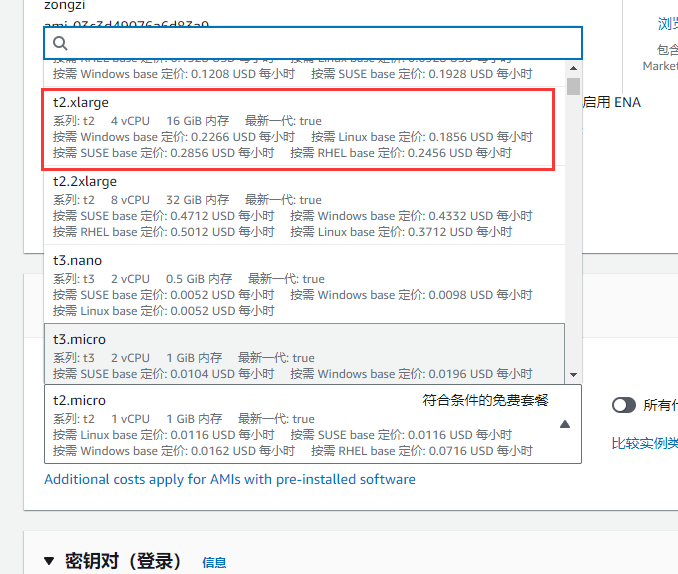 zongzi
浏览
包含
Market
按需 Windows base 定价: 0.1208 USD 每小时 按需 SUSE base 定价: 0.1928 USD 每小时
t2.xlarge
启用 ENA
系列: t2 4 vCPU 16 GiB 内存 最新一代: true
按需 Windows base 定价: 0.2266 USD 每小时 按需 Linux base 定价: 0.1856 USD 每小时
按需 SUSE base 定价: 0.2856 USD 每小时 按需 RHEL base 定价: 0.2456 USD 每小时
t2.2xlarge
系列: t2 8 vCPU 32 GiB 内存 最新一代: true
按需 SUSE base 定价: 0.4712 USD 每小时 按需 Windows base 定价: 0.4332 USD 每小时
按需 RHEL base 定价: 0.5012 USD 每小时 按需 Linux base 定价: 0.3712 USD 每小时
t3.nano
系列: t3 2 vCPU 0.5 GiB 内存 最新一代: true
按需 SUSE base 定价: 0.0052 USD 每小时 按需 Windows base 定价: 0.0098 USD 每小时
按需 Linux base 定价: 0.0052 USD 每小时
t3.micro
系列: t3 2 vCPU 1 GiB 内存 最新一代: true
按需 SUSE base 定价: 0.0104 USD 每小时 按需 Windows base 定价: 0.0196 USD 每小时
t2.micro 符合条件的免费套餐
所有
系列: t2 1 vCPU 1 GiB 内存 最新一代: true
按需 Linux base 定价: 0.0116 USD 每小时 按需 SUSE base 定价: 0.0116 USD 每小时
按需 Windows base 定价: 0.0162 USD 每小时 按需 RHEL base 定价: 0.0716 USD 每小时
比较实例类
Additional costs apply for AMIs with pre-installed software
密钥对（登录） 信息